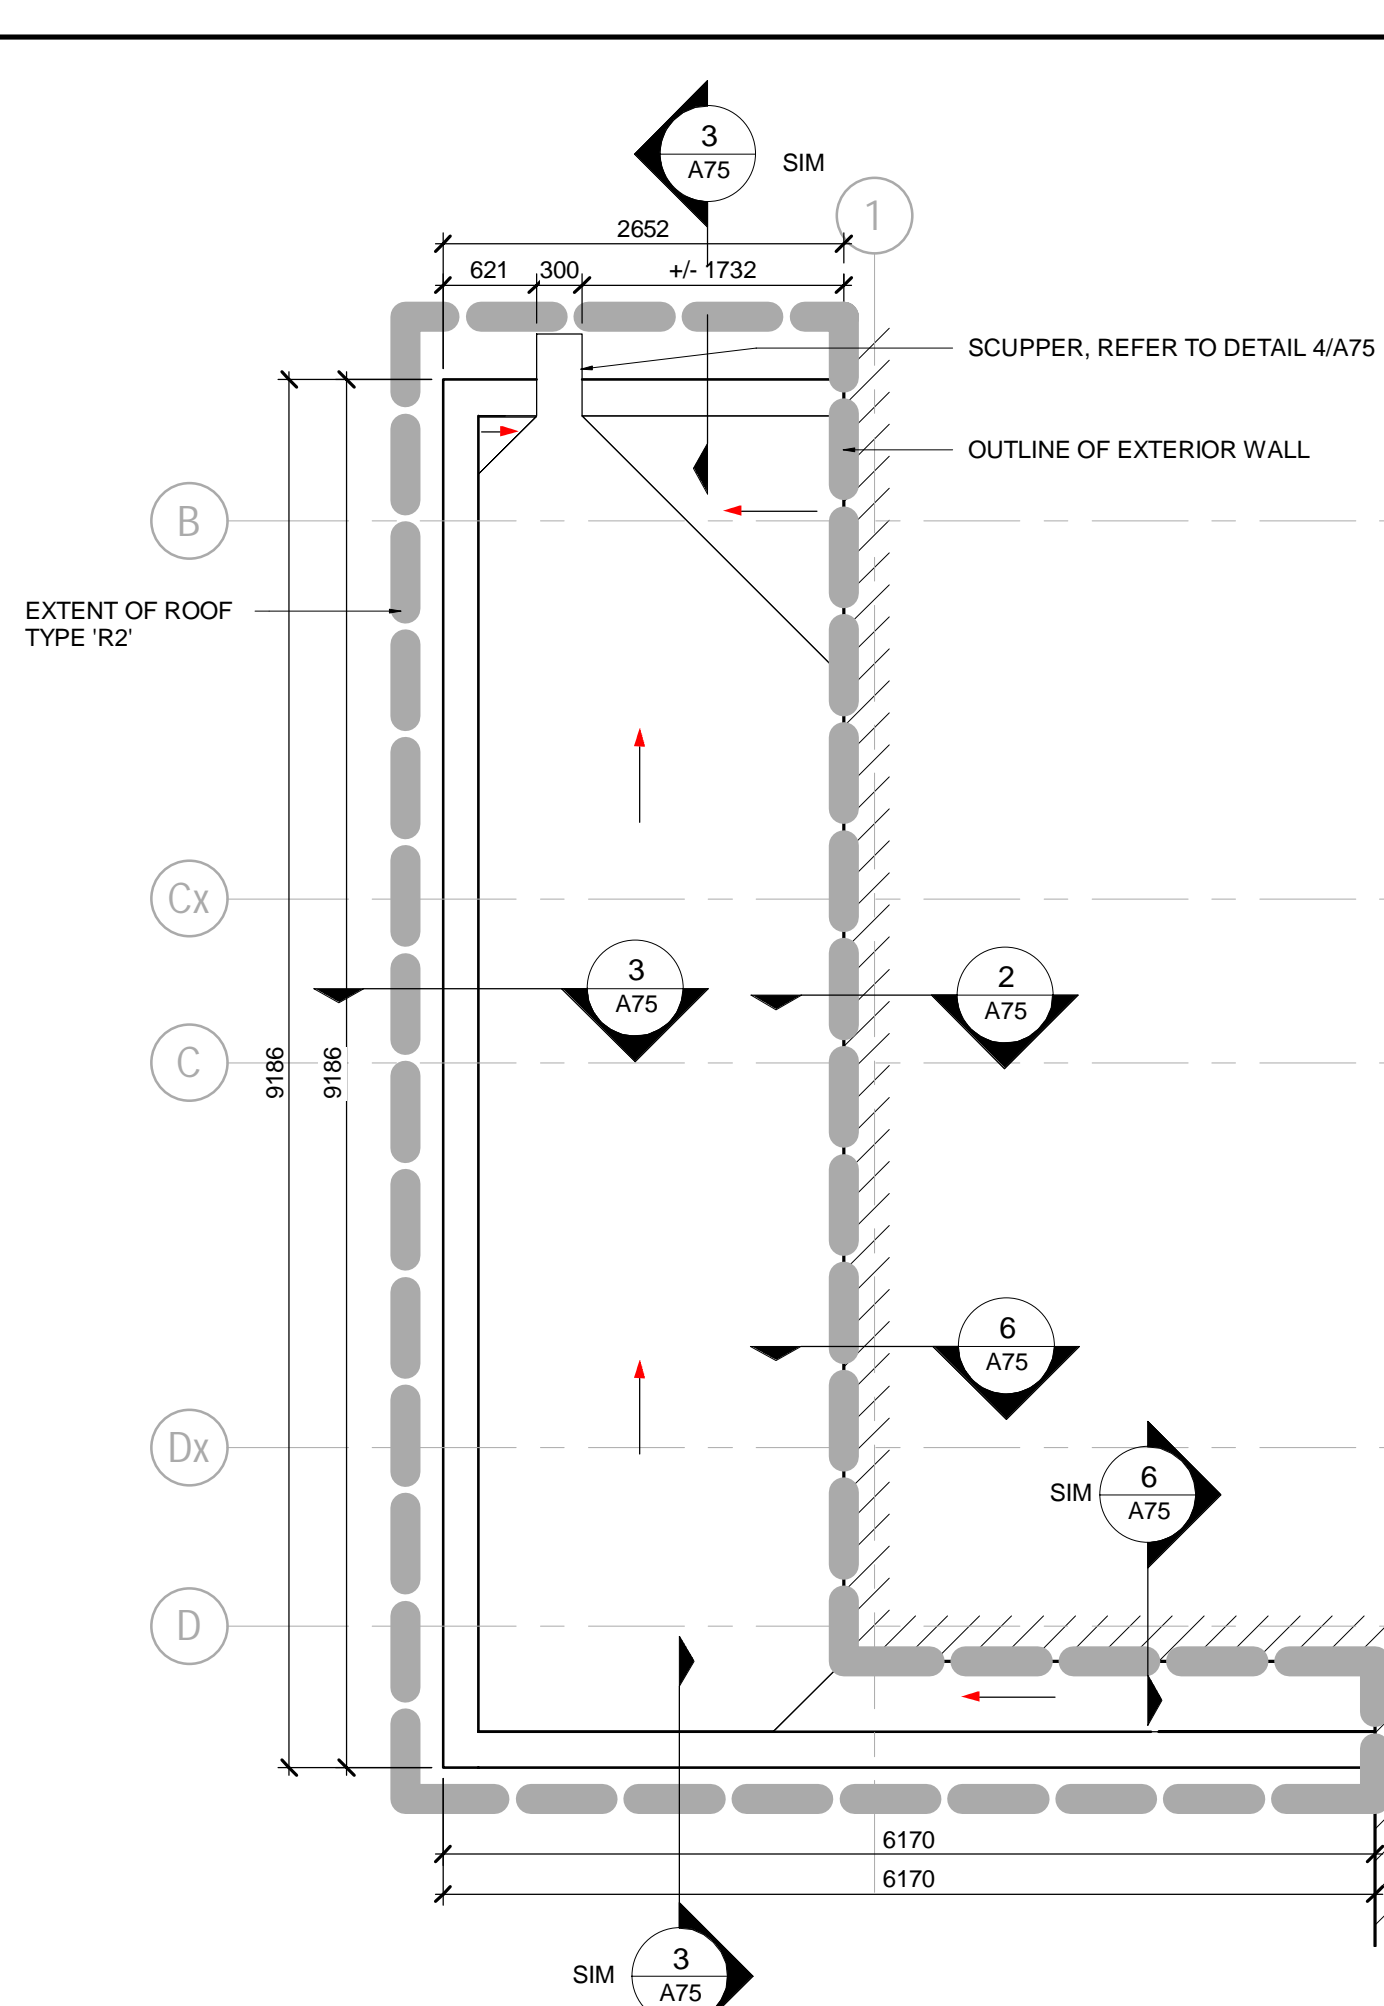 3
A75
SIM
1
2652
621
300
+/- 1732
SCUPPER, REFER TO DETAIL 4/A75
OUTLINE OF EXTERIOR WALL
B
EXTENT OF ROOF
TYPE 'R2'
Cx
3
A75
2
A75
C
9186
9186
6
A75
Dx
SIM
6
A75
D
6170
6170
SIM
3
A75